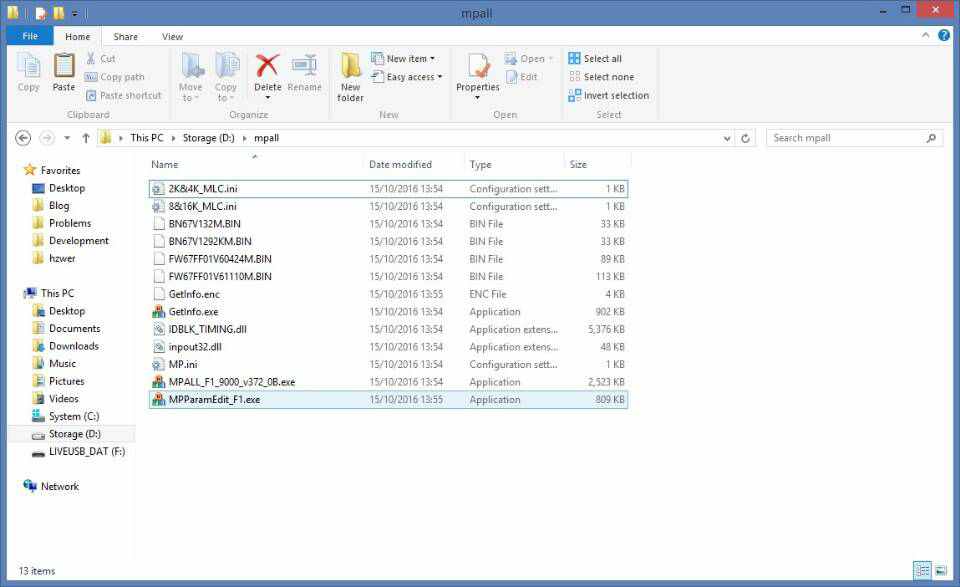 mpall
File Home Share View
Copy Paste Cut Copy path Paste shortcut Move to Copy to Delete Rename New folder New item Easy access Properties Open Edit Select all Select none Invert selection
Clipboard Organize New Open Select
This PC Storage (D:) mpall Search mpall
Favorites
Desktop
Blog
Problems
Development
hzwer
This PC
Desktop
Documents
Downloads
Music
Pictures
Videos
System (C:)
Storage (D:)
LIVEUSB_DAT (F:)
Network
Name Date modified Type Size
2K&4K_MLC.ini 15/10/2016 13:54 Configuration sett... 1 KB
8&16K_MLC.ini 15/10/2016 13:54 Configuration sett... 1 KB
BN67V132M.BIN 15/10/2016 13:54 BIN File 33 KB
BN67V1292KM.BIN 15/10/2016 13:54 BIN File 33 KB
FW67FF01V60424M.BIN 15/10/2016 13:54 BIN File 89 KB
FW67FF01V61110M.BIN 15/10/2016 13:54 BIN File 113 KB
GetInfo.enc 15/10/2016 13:55 ENC File 4 KB
GetInfo.exe 15/10/2016 13:54 Application 902 KB
IDBLK_TIMING.dll 15/10/2016 13:54 Application extens... 5,376 KB
inpout32.dll 15/10/2016 13:54 Application extens... 48 KB
MP.ini 15/10/2016 13:54 Configuration sett... 1 KB
MPALL_F1_9000_v372_0B.exe 15/10/2016 13:54 Application 2,523 KB
MPParamEdit_F1.exe 15/10/2016 13:55 Application 809 KB
13 items